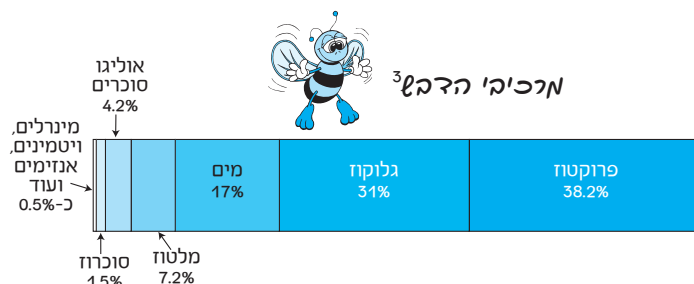 מרכיבי הדבש³
פרוקטוז
38.2%
גלוקוז
31%
מים
17%
מלטוז
7.2%
אוליגו
סוכרים
4.2%
סוכרוז
1.5%
מינרלים,
ויטמינים,
אנזימים
ועוד
כ-0.5%